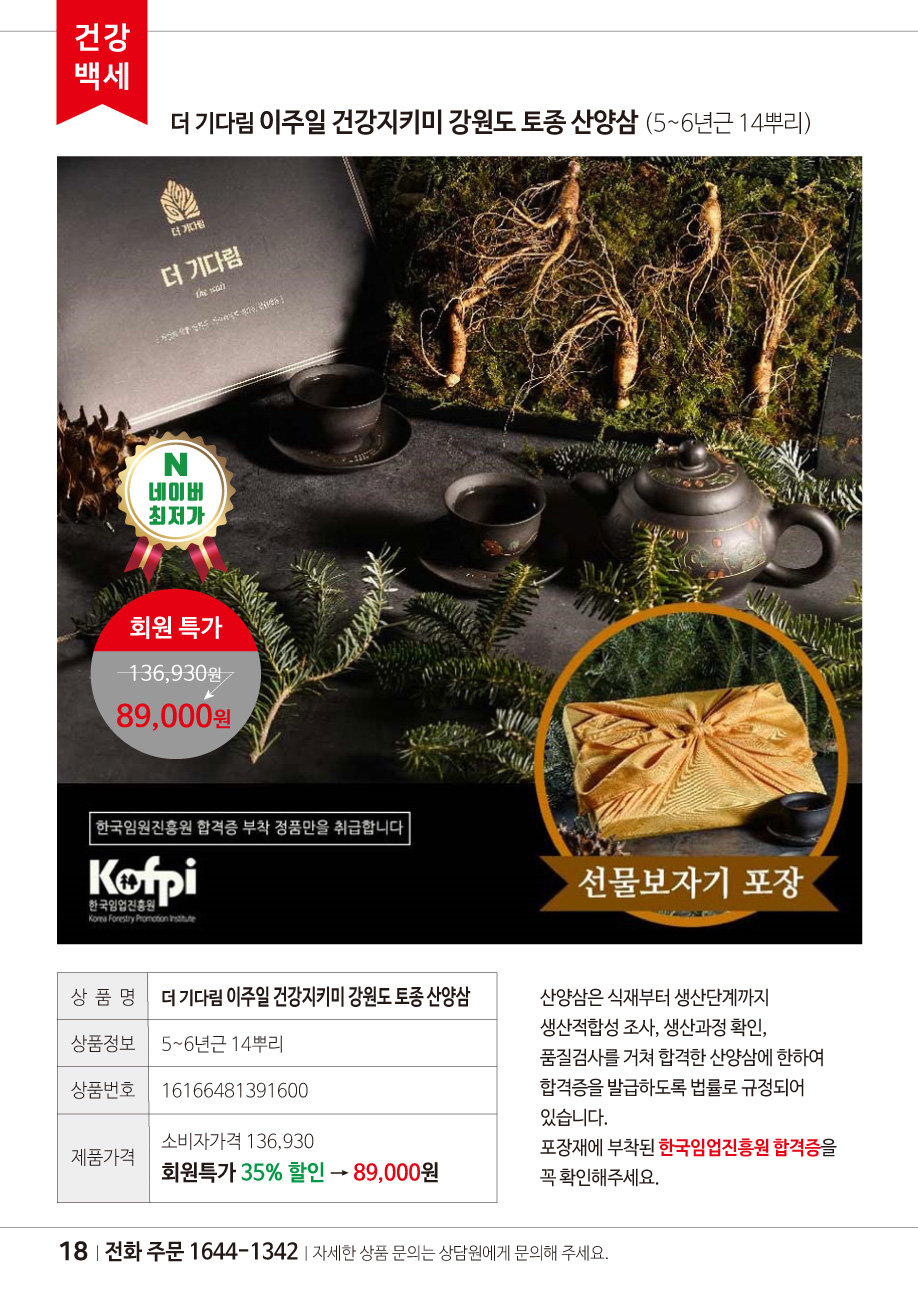 건강
백세
더 기다림 이주일 건강지키미 강원도 토종 산양삼 (5~6년근 14뿌리)
더 기다림
더 기다림
the wait
N
네이버
최저가
회원 특가
136,930원
89,000원
한국임원진흥원 합격증 부착 정품만을 취급합니다
Kofpi
한국임업진흥원
Korea Forestry Promotion Institute
선물보자기 포장
상 품 명 더 기다림 이주일 건강지키미 강원도 토종 산양삼
상품정보 5~6년근 14뿌리
상품번호 16166481391600
제품가격 소비자가격 136,930
회원특가 35% 할인 → 89,000원
산양삼은 식재부터 생산단계까지
생산적합성 조사, 생산과정 확인,
품질검사를 거쳐 합격한 산양삼에 한하여
합격증을 발급하도록 법률로 규정되어
있습니다.
포장재에 부착된 한국임업진흥원 합격증을
꼭 확인해주세요.
18 | 전화 주문 1644-1342 | 자세한 상품 문의는 상담원에게 문의해 주세요.